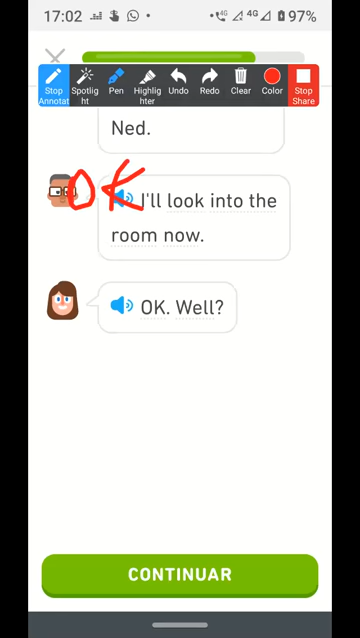 17:02 4G 4G 97%
Stop Annotat Spotlig ht Pen Highlig hter Undo Redo Clear Color Stop Share
Ned.
OK
I'll look into the
room now.
OK. Well?
CONTINUAR